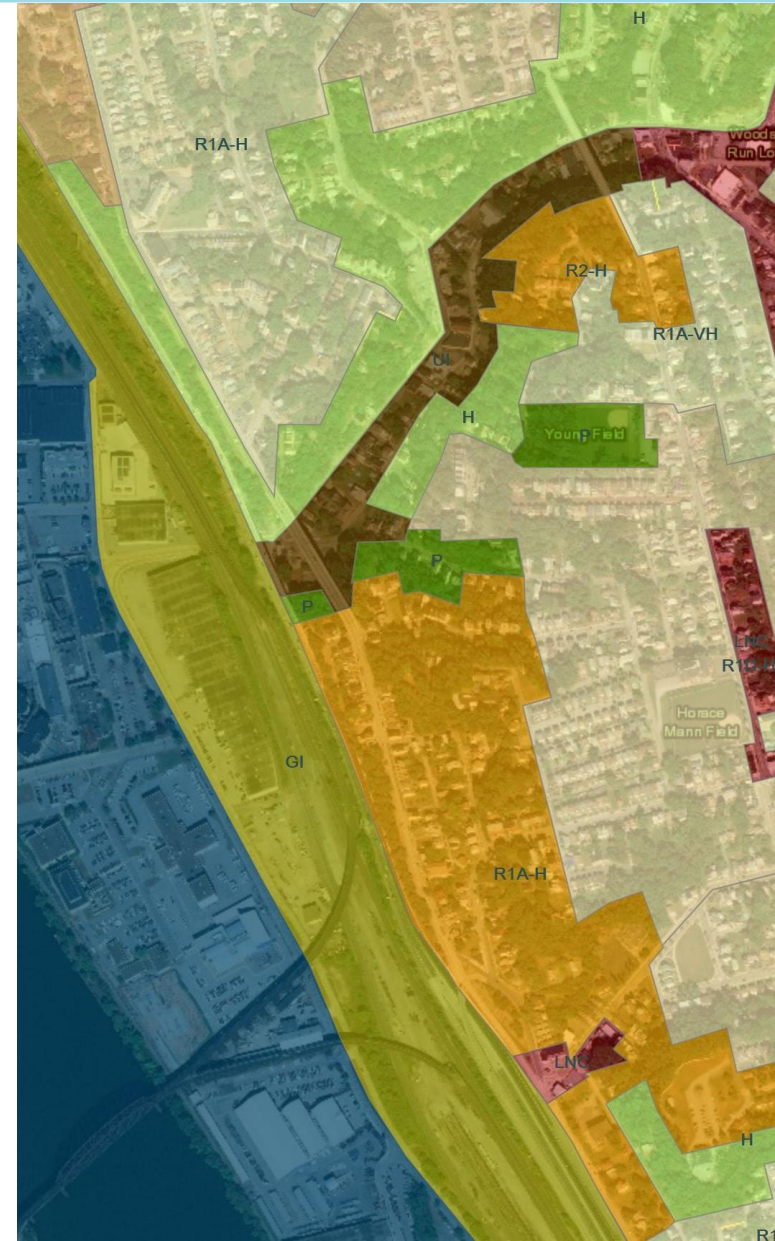 H
Woods
Run Lo
R1A-H
R2-H
R1A-VH
UI
H
Young Field
P
P
P
LNC
R1D-H
Horace
Mann Field
GI
R1A-H
LNC
H
R1